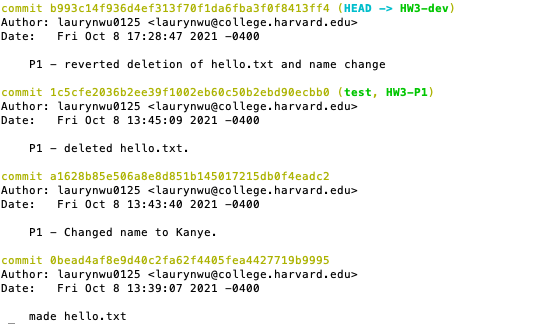 commit b993c14f936d4ef313f70f1da6fba3f0f8413ff4 (HEAD -> HW3-dev)
Author: laurynwu0125 <laurynwu@college.harvard.edu>
Date:   Fri Oct 8 17:28:47 2021 -0400
P1 - reverted deletion of hello.txt and name change
commit 1c5cfe2036b2ee39f1002eb60c50b2ebd90ecbb0 (test, HW3-P1)
Author: laurynwu0125 <laurynwu@college.harvard.edu>
Date:   Fri Oct 8 13:45:09 2021 -0400
P1 - deleted hello.txt.
commit a1628b85e506a8e8d851b145017215db0f4eadc2
Author: laurynwu0125 <laurynwu@college.harvard.edu>
Date:   Fri Oct 8 13:43:40 2021 -0400
P1 - Changed name to Kanye.
commit 0bead4af8e9d40c2fa62f4405fea4427719b9995
Author: laurynwu0125 <laurynwu@college.harvard.edu>
Date:   Fri Oct 8 13:39:07 2021 -0400
_ made hello.txt